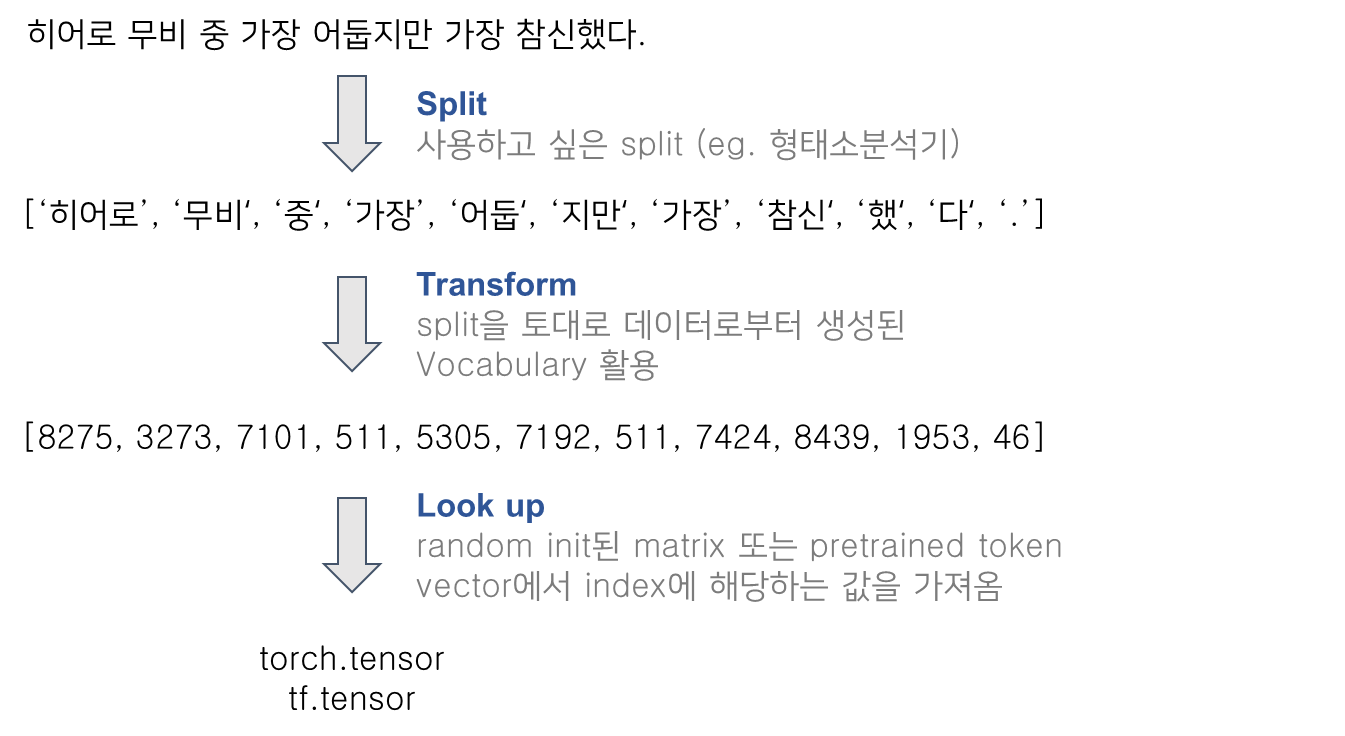 히어로 무비 중 가장 어둡지만 가장 참신했다.
Split
사용하고 싶은 split (eg. 형태소분석기)
[‘히어로’, ‘무비‘, ‘중‘, ‘가장’, ‘어둡‘, ‘지만‘, ‘가장’, ‘참신‘, ‘했‘, ‘다‘, ‘.’]
Transform
split을 토대로 데이터로부터 생성된
Vocabulary 활용
[8275, 3273, 7101, 511, 5305, 7192, 511, 7424, 8439, 1953, 46]
Look up
random init된 matrix 또는 pretrained token
vector에서 index에 해당하는 값을 가져옴
torch.tensor
tf.tensor